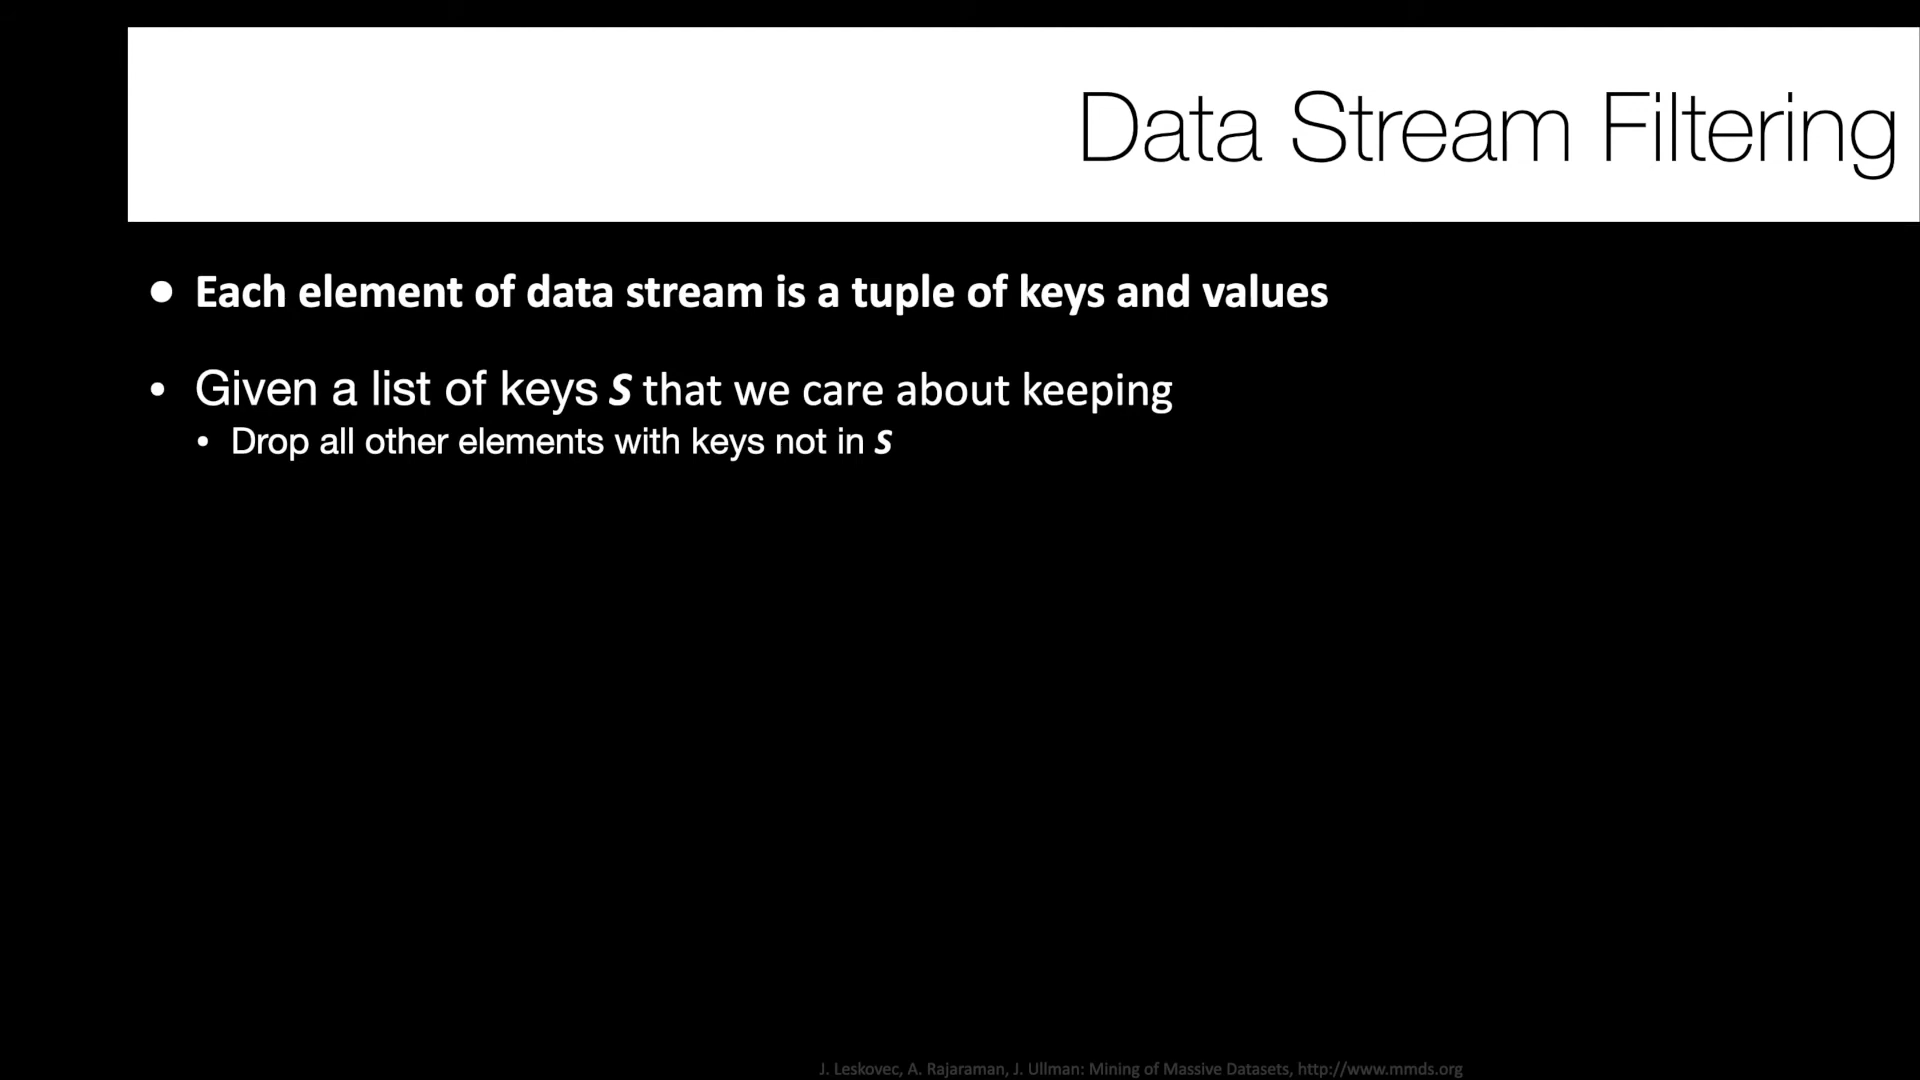 Data Stream Filtering
• Each element of data stream is a tuple of keys and values
• Given a list of keys S that we care about keeping
• Drop all other elements with keys not in S
J. Leskovec, A. Rajaraman, J. Ullman: Mining of Massive Datasets, http://www.mmds.org